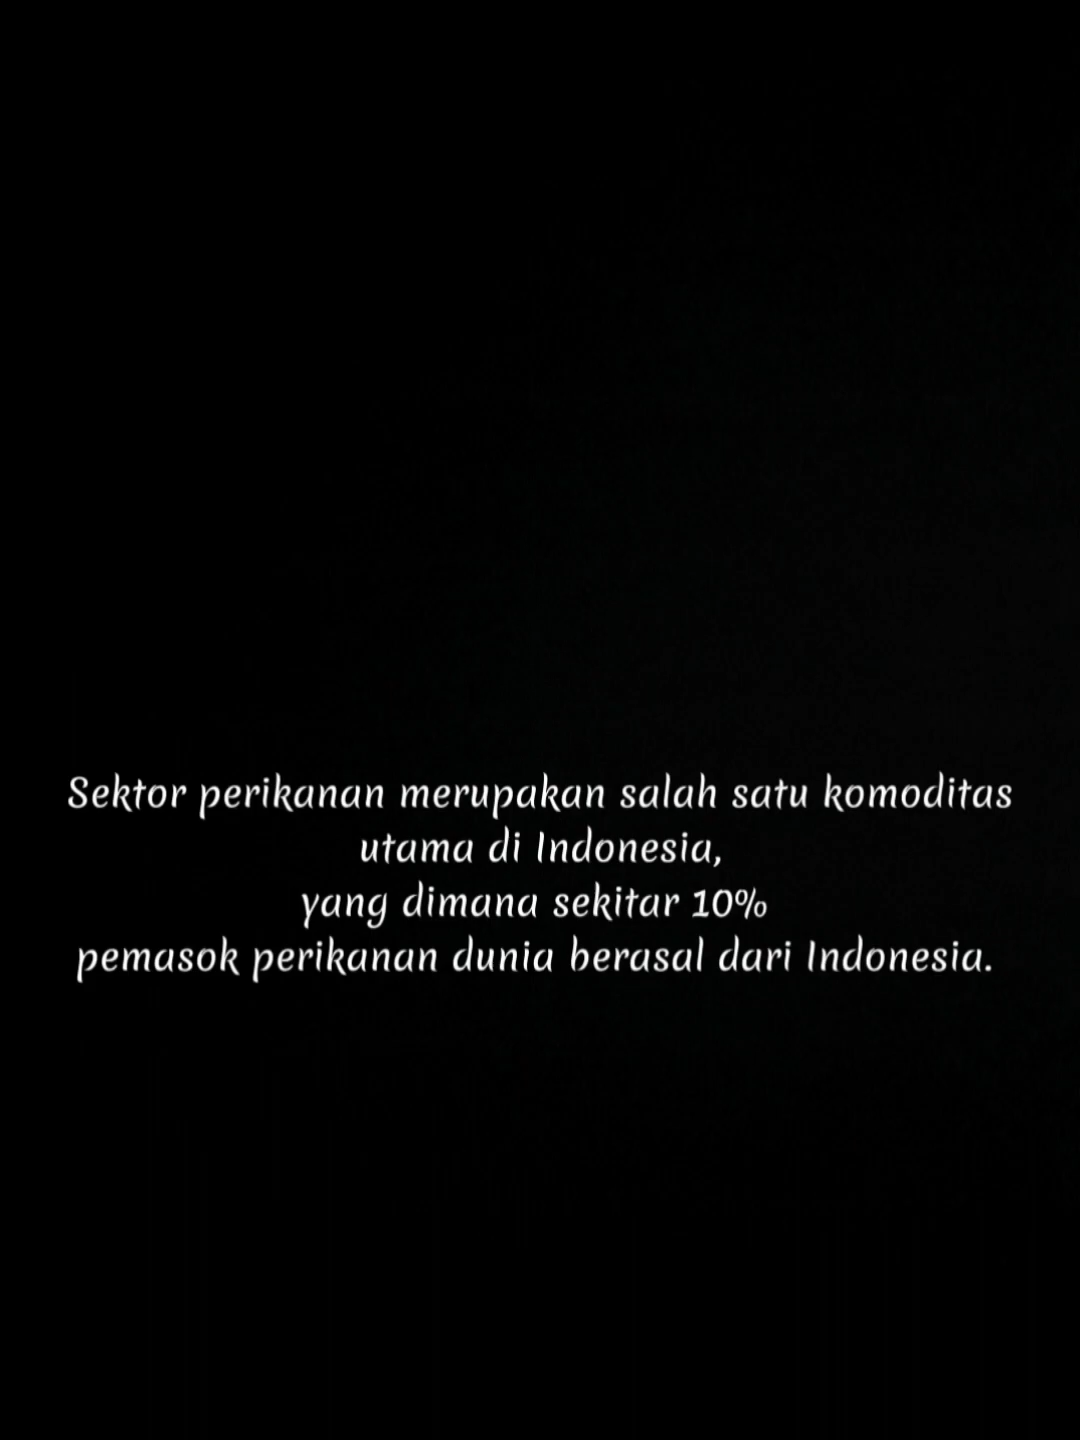 Sektor perikanan merupakan salah satu komoditas
utama di Indonesia,
yang dimana sekitar 10%
pemasok perikanan dunia berasal dari Indonesia.